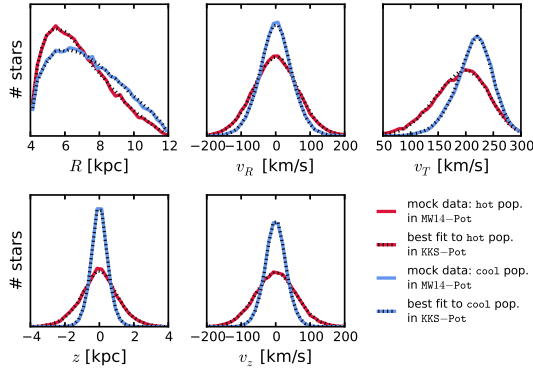 # stars
4 6 8 10 12
R [kpc]
−200 −100 0 100 200
v_R [km/s]
50 100 150 200 250 300
v_T [km/s]
# stars
−4 −2 0 2 4
z [kpc]
−200 −100 0 100 200
v_z [km/s]
mock data: hot pop.
in MW14−Pot
best fit to hot pop.
in KKS−Pot
mock data: cool pop.
in MW14−Pot
best fit to cool pop.
in KKS−Pot